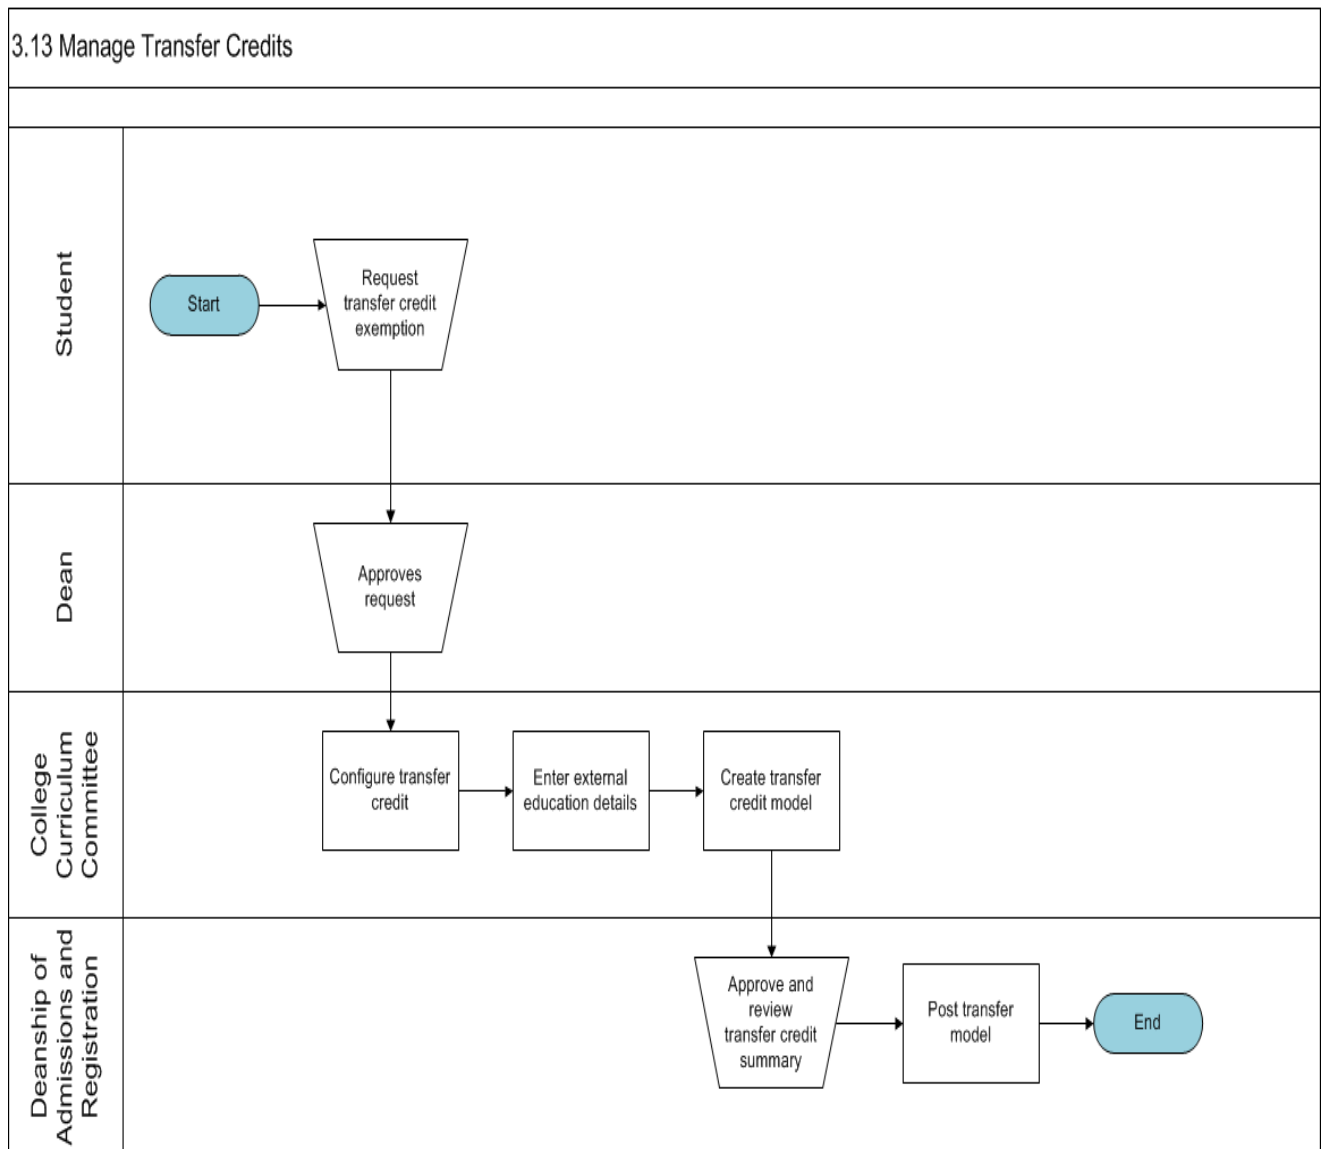 3.13 Manage Transfer Credits
Student
Start
Request
transfer credit
exemption
Dean
Approves
request
College
Curriculum
Committee
Configure transfer
credit
Enter external
education details
Create transfer
credit model
Deanship of
Admissions and
Registration
Approve and
review
transfer credit
summary
Post transfer
model
End